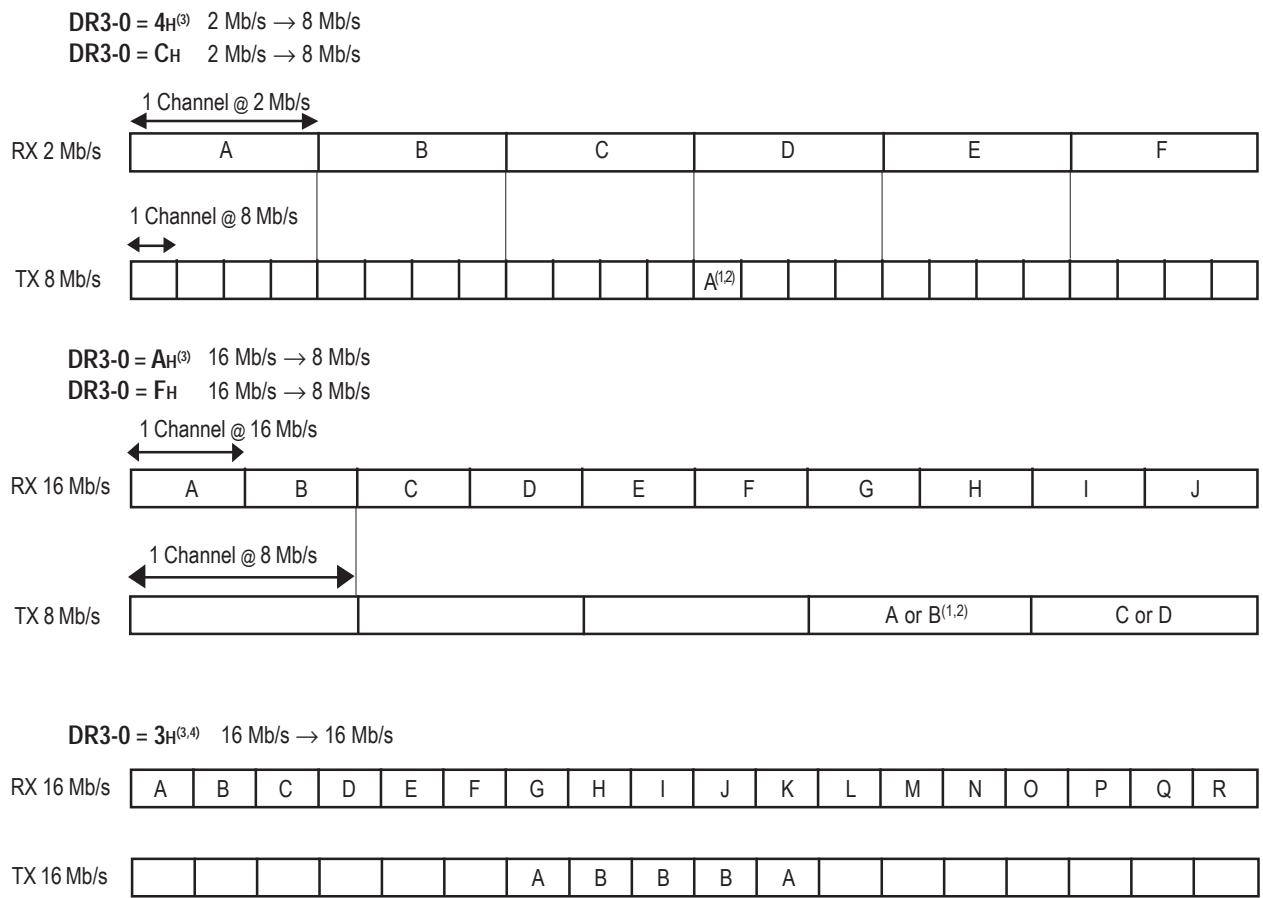 DR3-0 = 4H(3) 2 Mb/s → 8 Mb/s
DR3-0 = CH 2 Mb/s → 8 Mb/s
1 Channel @ 2 Mb/s
RX 2 Mb/s A B C D E F
1 Channel @ 8 Mb/s
TX 8 Mb/s A(1,2)
DR3-0 = AH(3) 16 Mb/s → 8 Mb/s
DR3-0 = FH 16 Mb/s → 8 Mb/s
1 Channel @ 16 Mb/s
RX 16 Mb/s A B C D E F G H I J
1 Channel @ 8 Mb/s
TX 8 Mb/s A or B(1,2) C or D
DR3-0 = 3H(3,4) 16 Mb/s → 16 Mb/s
RX 16 Mb/s A B C D E F G H I J K L M N O P Q R
TX 16 Mb/s A B B B A